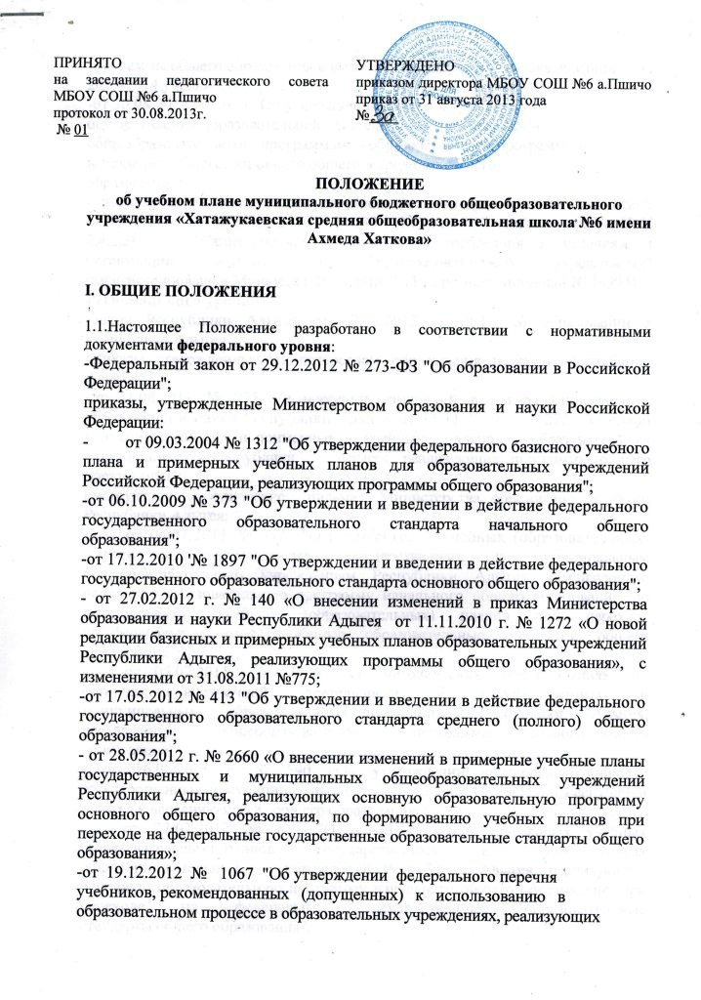 ПРИНЯТО
на заседании педагогического совета
МБОУ СОШ №6 а.Пшичо
протокол от 30.08.2013г.
№ 01
УТВЕРЖДЕНО
приказом директора МБОУ СОШ №6 а.Пшичо
приказ от 31 августа 2013 года
№ 3а
ПОЛОЖЕНИЕ
об учебном плане муниципального бюджетного общеобразовательного
учреждения «Хатажукаевская средняя общеобразовательная школа №6 имени
Ахмеда Хаткова»
I. ОБЩИЕ ПОЛОЖЕНИЯ
1.1.Настоящее Положение разработано в соответствии с нормативными
документами федерального уровня:
-Федеральный закон от 29.12.2012 № 273-ФЗ "Об образовании в Российской
Федерации";
приказы, утвержденные Министерством образования и науки Российской
Федерации:
- от 09.03.2004 № 1312 "Об утверждении федерального базисного учебного
плана и примерных учебных планов для образовательных учреждений
Российской Федерации, реализующих программы общего образования";
-от 06.10.2009 № 373 "Об утверждении и введении в действие федерального
государственного образовательного стандарта начального общего
образования";
-от 17.12.2010 '№ 1897 "Об утверждении и введении в действие федерального
государственного образовательного стандарта основного общего образования";
- от 27.02.2012 г. № 140 «О внесении изменений в приказ Министерства
образования и науки Республики Адыгея от 11.11.2010 г. № 1272 «О новой
редакции базисных и примерных учебных планов образовательных учреждений
Республики Адыгея, реализующих программы общего образования», с
изменениями от 31.08.2011 №775;
-от 17.05.2012 № 413 "Об утверждении и введении в действие федерального
государственного образовательного стандарта среднего (полного) общего
образования";
- от 28.05.2012 г. № 2660 «О внесении изменений в примерные учебные планы
государственных и муниципальных общеобразовательных учреждений
Республики Адыгея, реализующих основную образовательную программу
основного общего образования, по формированию учебных планов при
переходе на федеральные государственные образовательные стандарты общего
образования»;
-от 19.12.2012 № 1067 "Об утверждении федерального перечня
учебников, рекомендованных (допущенных) к использованию в
образовательном процессе в образовательных учреждениях, реализующих